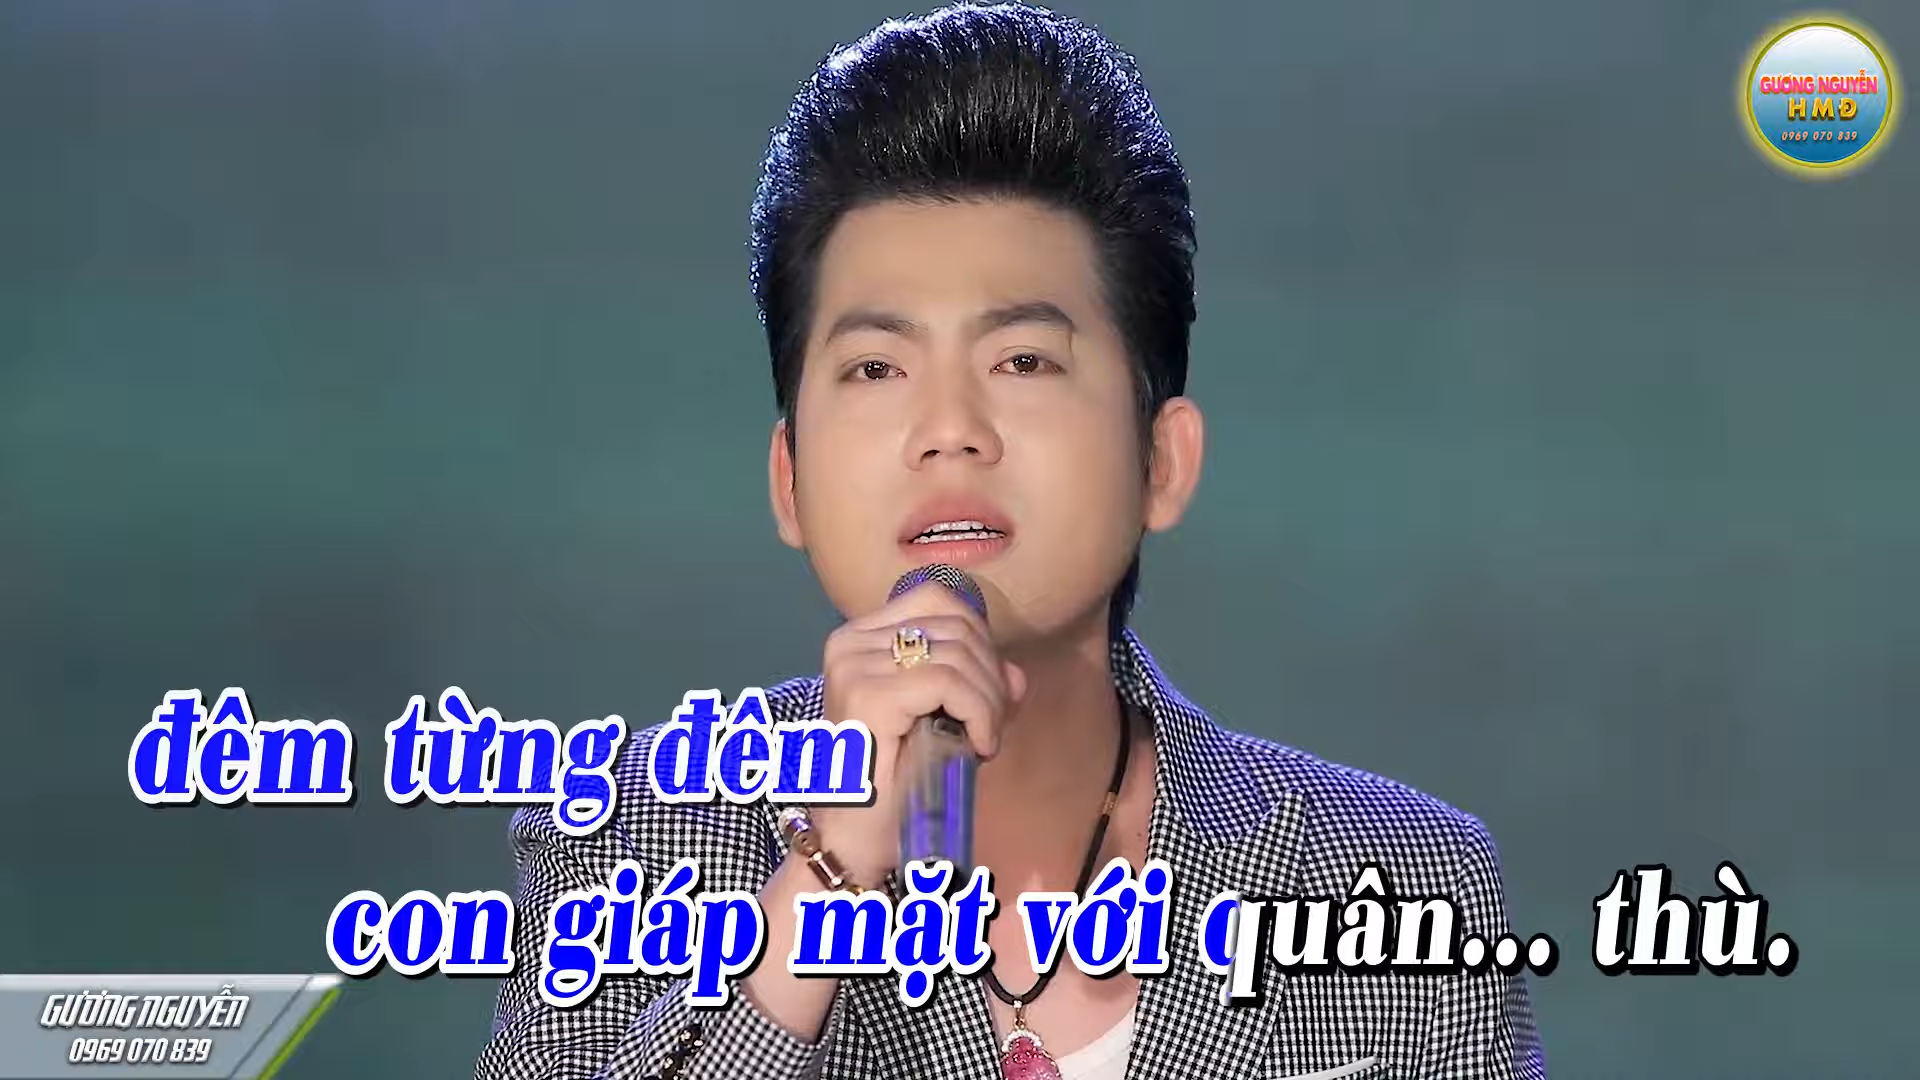 GƯƠNG NGUYỄN
HMĐ
0969 070 839
đêm từng đêm
con giáp mặt với quân... thù.
GƯƠNG NGUYỄN
0969 070 839